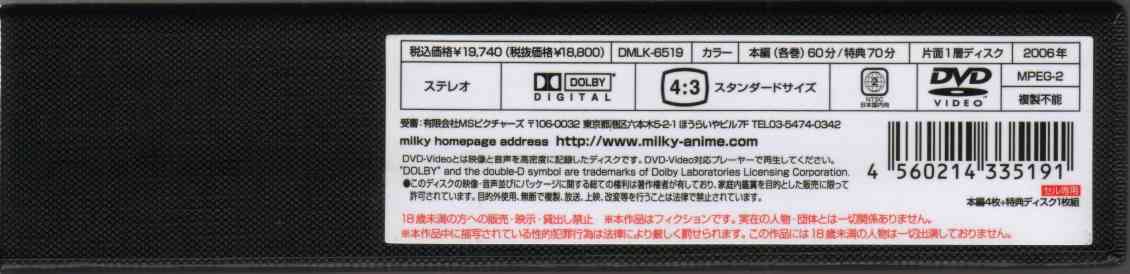 税込価格¥19,740(税抜価格¥18,800) DMLK-6519 カラー 本編(各巻)60分/特典70分 片面1層ディスク 2006年
ステレオ DOLBY DIGITAL 4:3 スタンダードサイズ 2 NTSC 日本国内向 DVD VIDEO MPEG-2 複製不能
受審:有限会社MSピクチャーズ 〒106-0032 東京都港区六本木5-2-1 ほうらいやビル7F TEL03-5474-0342
milky homepage address http://www.milky-anime.com
DVD-Videoとは映像と音声を高密度に記録したディスクです。DVD-Video対応プレーヤーで再生してください。
"DOLBY" and the double-D symbol are trademarks of Dolby Laboratories Licensing Corporation.
●このディスクの映像・音声並びにパッケージに関する総ての権利は著作権者が有しており、家庭内鑑賞を目的とした販売に限って
許可されています。目的外使用、無断で複製、放送、上映、改変等を行うことは法律で禁止されています。
4 560214 335191
セル専用
本編4枚+特典ディスク1枚組
18歳未満の方への販売・映示・貸出し禁止 ※本作品はフィクションです。実在の人物・団体とは一切関係ありません。
※本作品中に描写されている性的犯罪行為は法律により厳しく罰せられます。この作品には18歳未満の人物は一切出演しておりません。